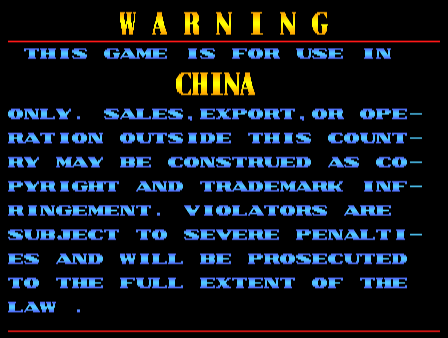 WARNING
THIS GAME IS FOR USE IN
CHINA
ONLY. SALES,EXPORT,OR OPE-
RATION OUTSIDE THIS COUNT-
RY MAY BE CONSTRUED AS CO-
PYRIGHT AND TRADEMARK INF-
RINGEMENT. VIOLATORS ARE
SUBJECT TO SEVERE PENALTI-
ES AND WILL BE PROSECUTED
TO THE FULL EXTENT OF THE
LAW .